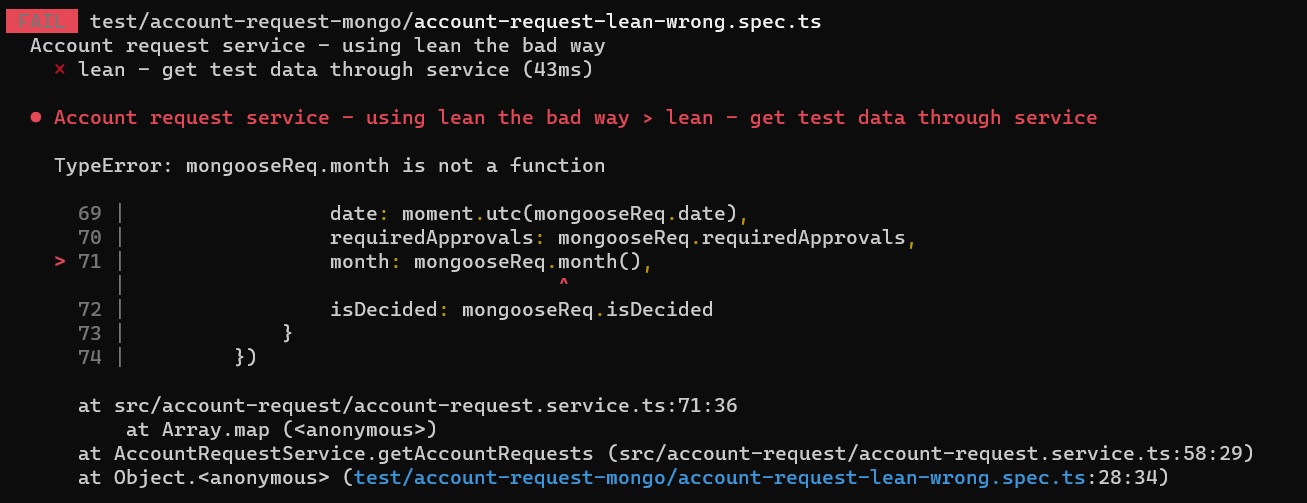 FAIL test/account-request-mongo/account-request-lean-wrong.spec.ts
Account request service - using lean the bad way
× lean - get test data through service (43ms)
● Account request service - using lean the bad way > lean - get test data through service
TypeError: mongooseReq.month is not a function
69 | date: moment.utc(mongooseReq.date),
70 | requiredApprovals: mongooseReq.requiredApprovals,
> 71 | month: mongooseReq.month(),
| ^
72 | isDecided: mongooseReq.isDecided
73 | }
74 | })
at src/account-request/account-request.service.ts:71:36
at Array.map (<anonymous>)
at AccountRequestService.getAccountRequests (src/account-request/account-request.service.ts:58:29)
at Object.<anonymous> (test/account-request-mongo/account-request-lean-wrong.spec.ts:28:34)